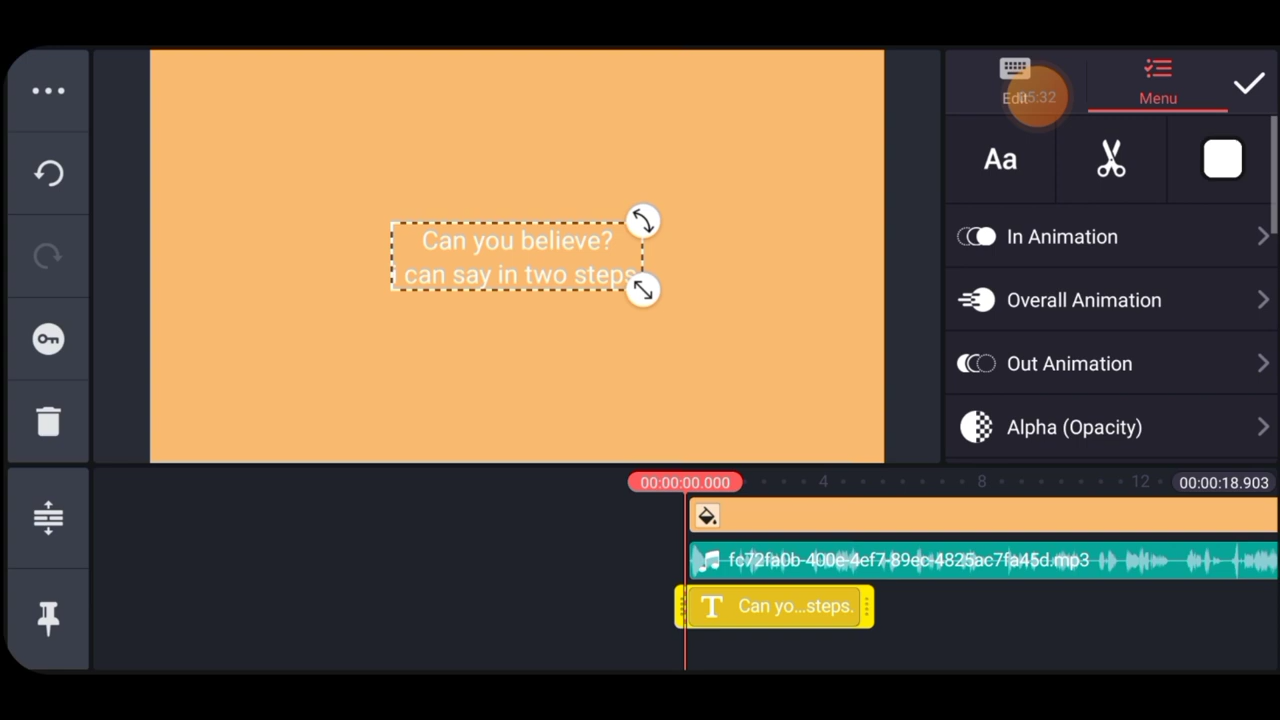 Edit
05:32
Menu
Aa
Can you believe?
i can say in two steps.
In Animation
Overall Animation
Out Animation
Alpha (Opacity)
00:00:00.000
4
8
12
00:00:18.903
fc72fa0b-400e-4ef7-89ec-4825ac7fa45d.mp3
T Can yo...steps.